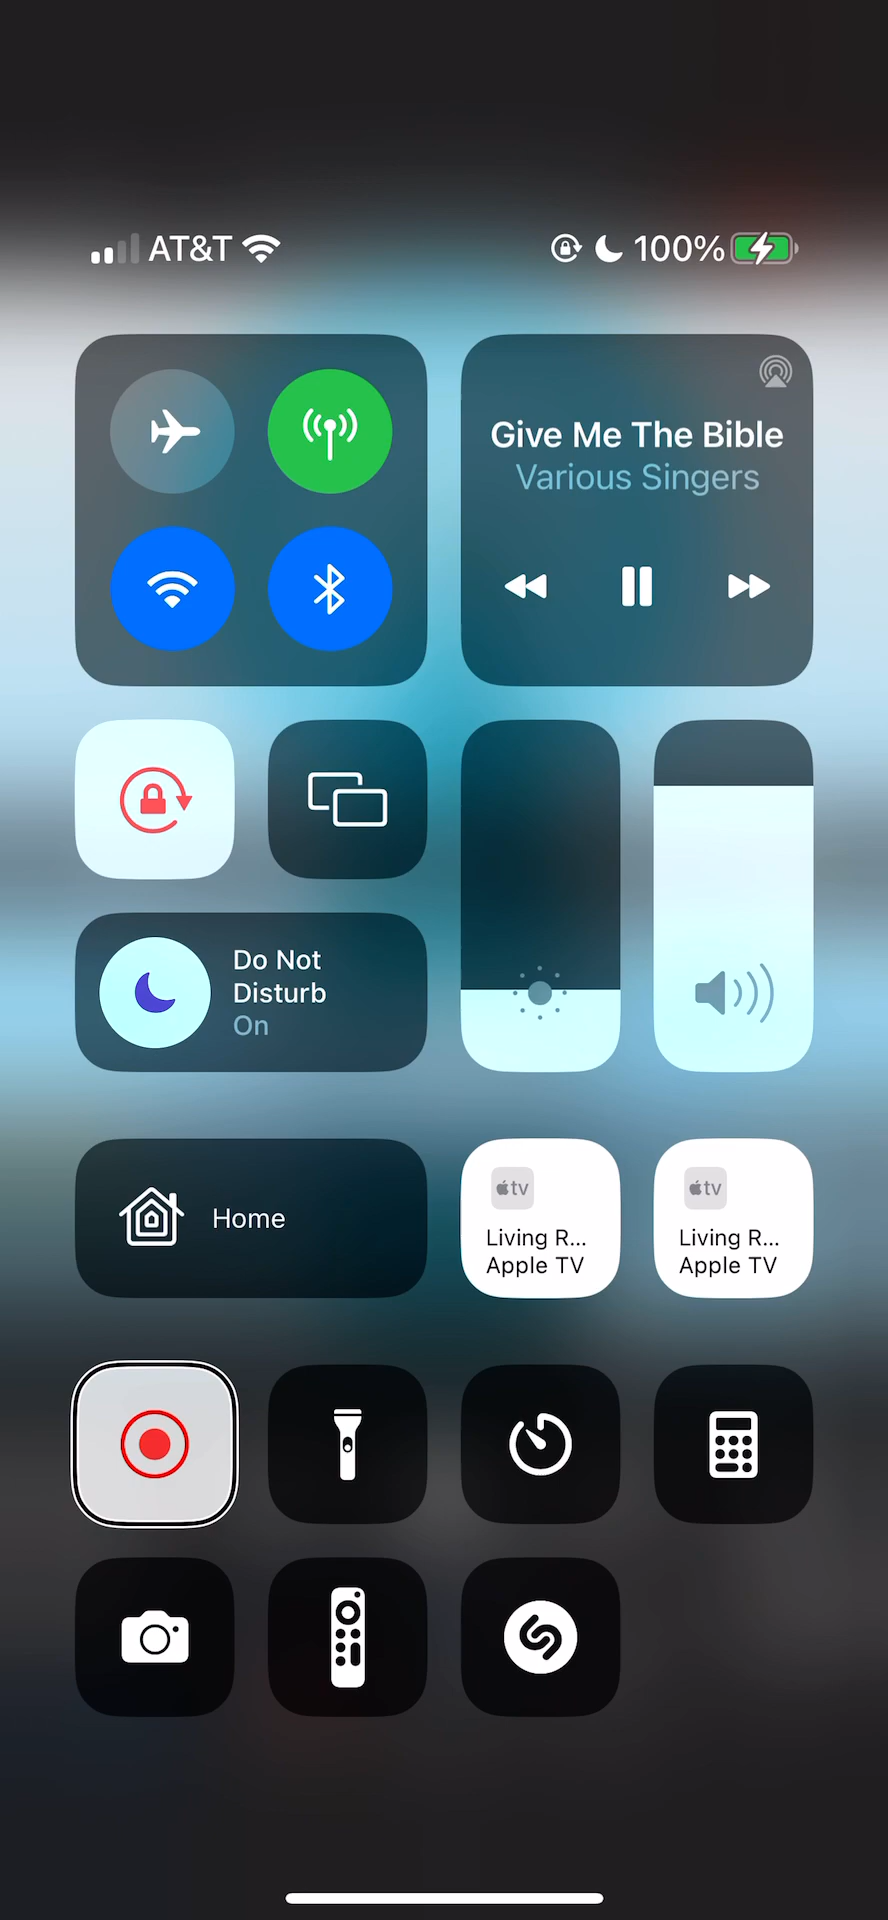 AT&T
100%
Give Me The Bible
Various Singers
Do Not
Disturb
On
Home
tv
Living R...
Apple TV
tv
Living R...
Apple TV